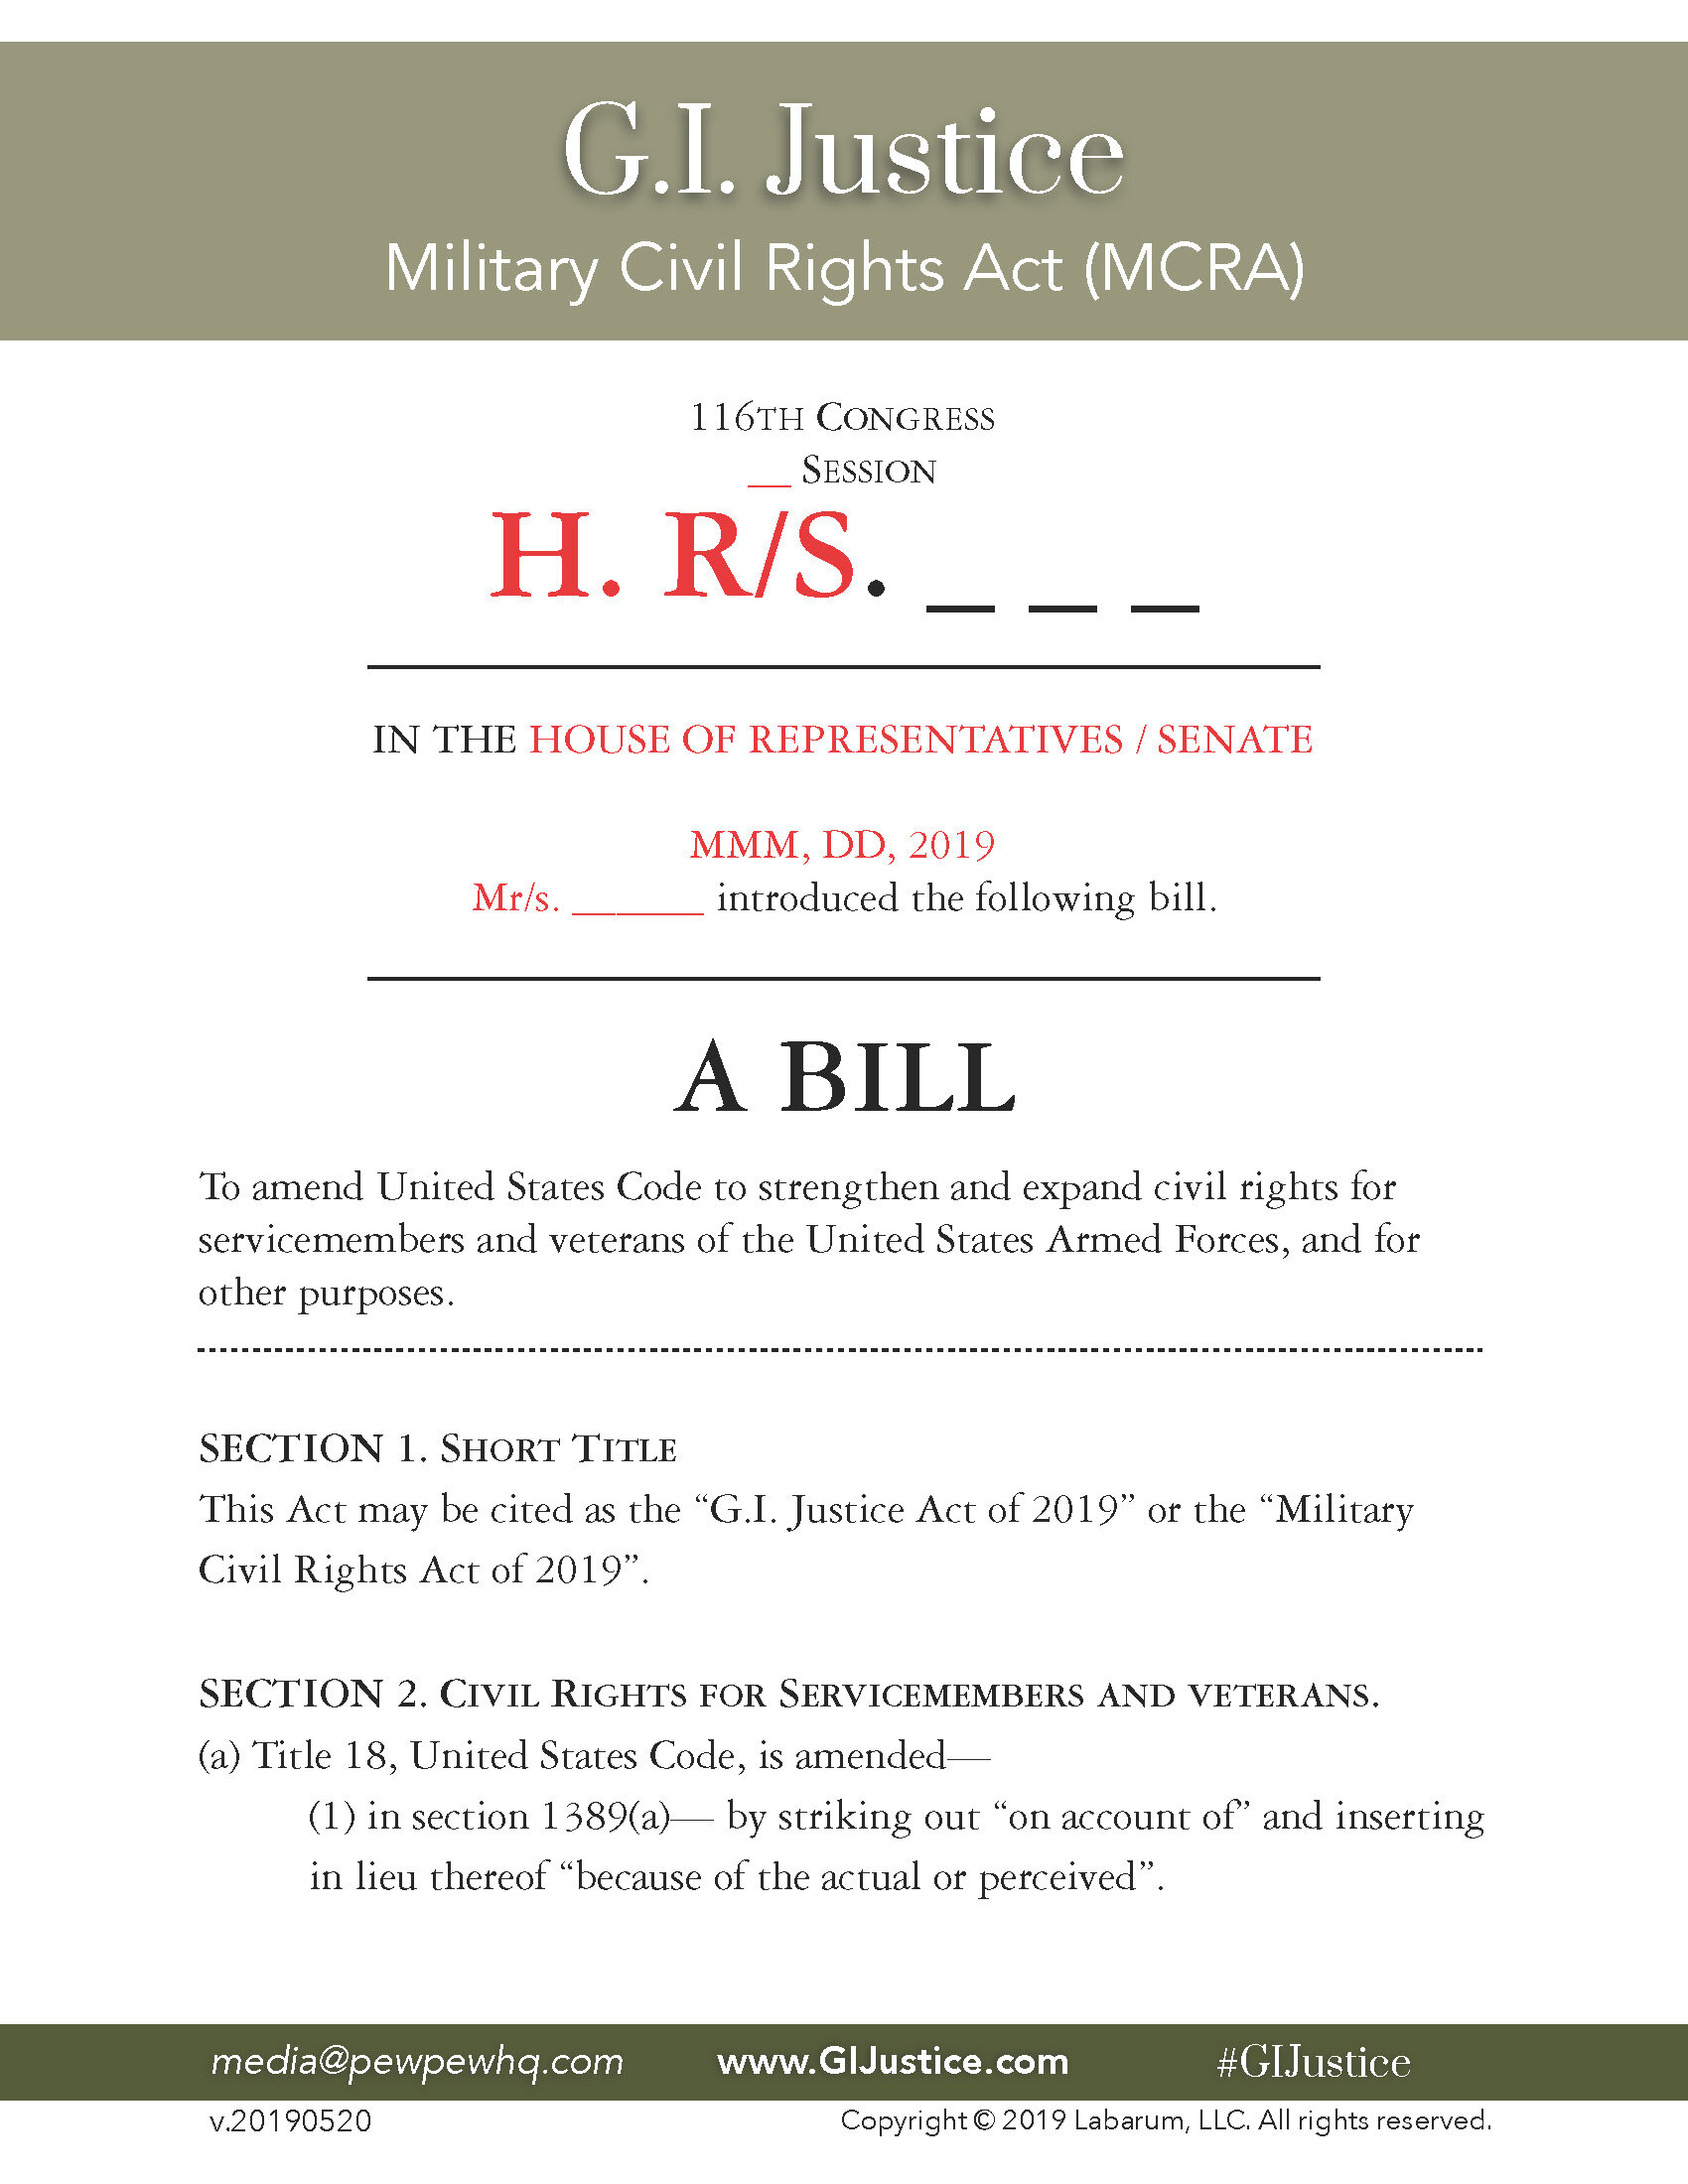 G.I. Justice
Military Civil Rights Act (MCRA)
116TH CONGRESS
__ SESSION
H. R/S. _ _ _
IN THE HOUSE OF REPRESENTATIVES / SENATE
MMM, DD, 2019
Mr/s. ______ introduced the following bill.
A BILL
To amend United States Code to strengthen and expand civil rights for
servicemembers and veterans of the United States Armed Forces, and for
other purposes.
SECTION 1. SHORT TITLE
This Act may be cited as the “G.I. Justice Act of 2019” or the “Military
Civil Rights Act of 2019”.
SECTION 2. CIVIL RIGHTS FOR SERVICEMEMBERS AND VETERANS.
(a) Title 18, United States Code, is amended—
(1) in section 1389(a)— by striking out “on account of” and inserting
in lieu thereof “because of the actual or perceived”.
media@pewpewhq.com www.GIJustice.com #GIJustice
v.20190520 Copyright © 2019 Labarum, LLC. All rights reserved.